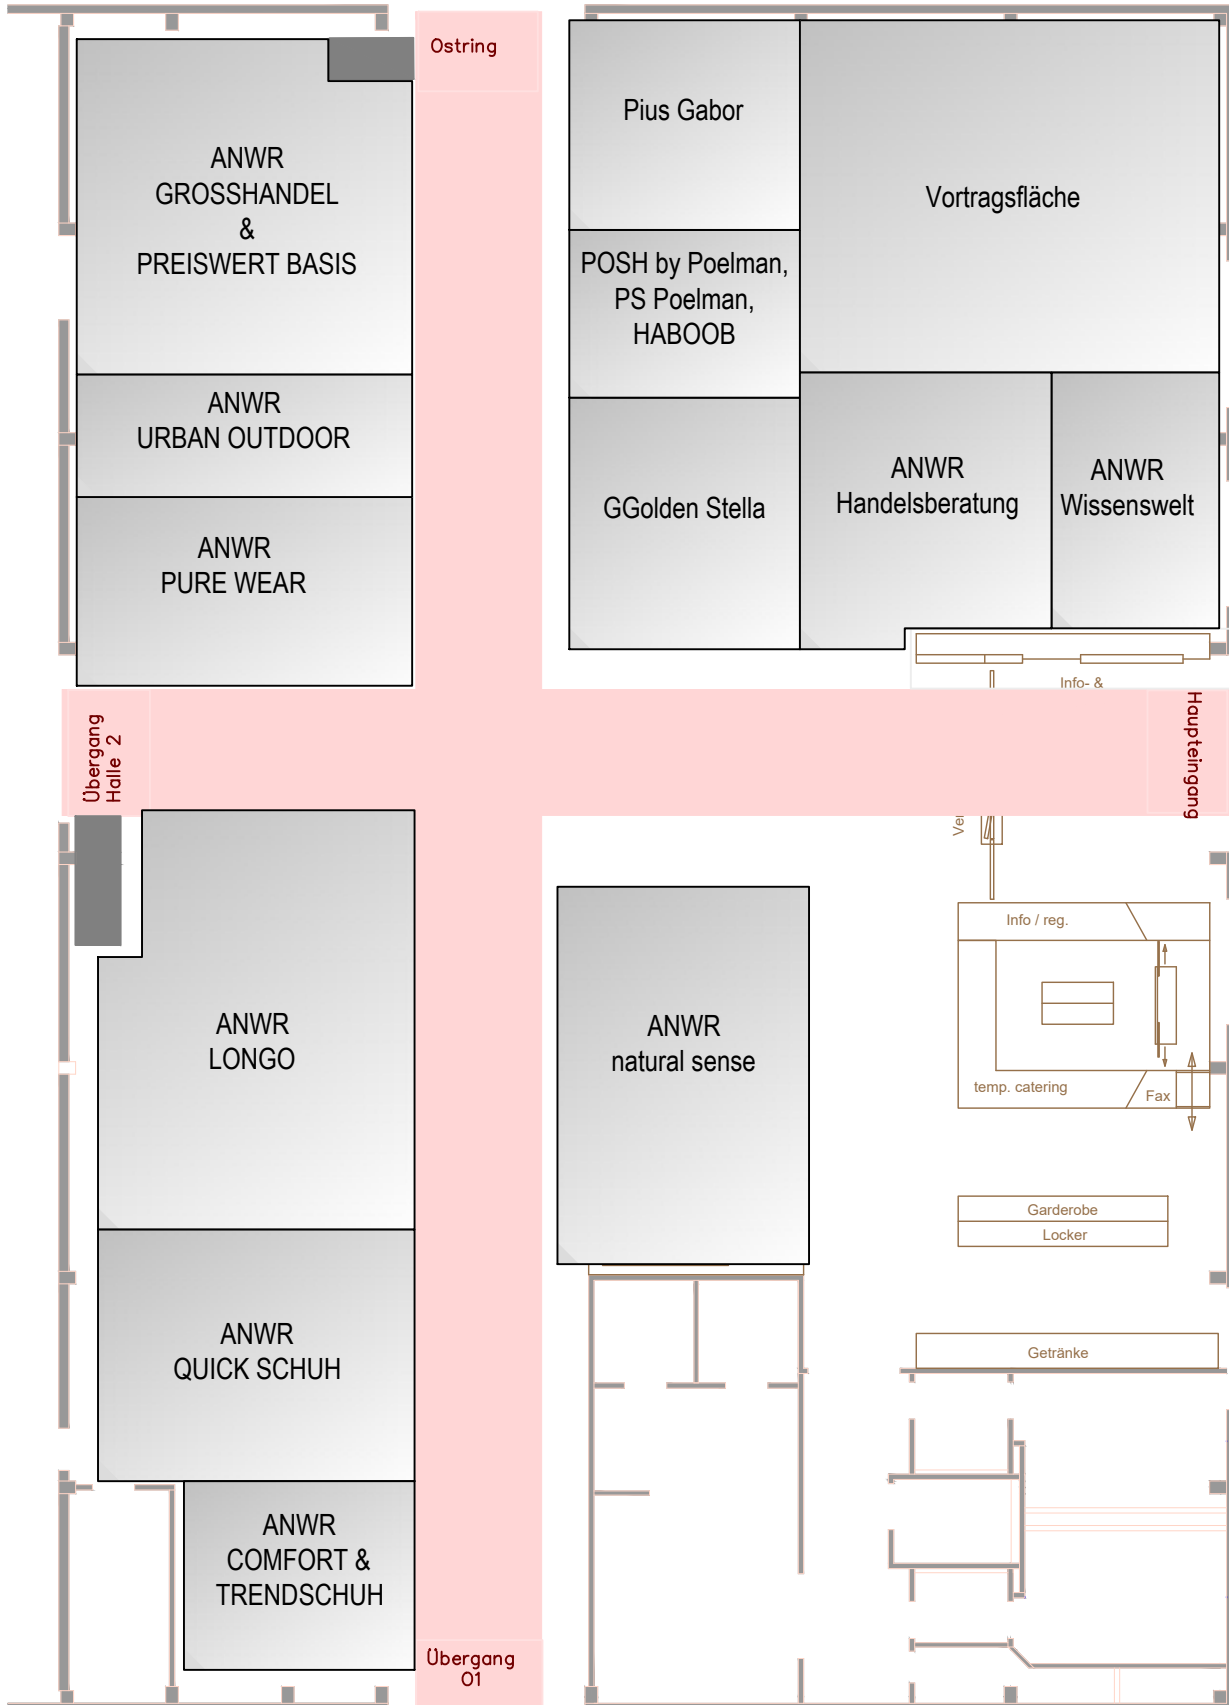 Ostring
ANWR
GROSSHANDEL
&
PREISWERT BASIS
ANWR
URBAN OUTDOOR
ANWR
PURE WEAR
Pius Gabor
POSH by Poelman,
PS Poelman,
HABOOB
GGolden Stella
Vortragsfläche
ANWR
Handelsberatung
ANWR
Wissenswelt
Info- &
Übergang
Halle 2
Haupteingang
ANWR
LONGO
ANWR
QUICK SCHUH
ANWR
COMFORT &
TRENDSCHUH
ANWR
natural sense
Info / reg.
temp. catering
Fax
Garderobe
Locker
Getränke
Übergang
01